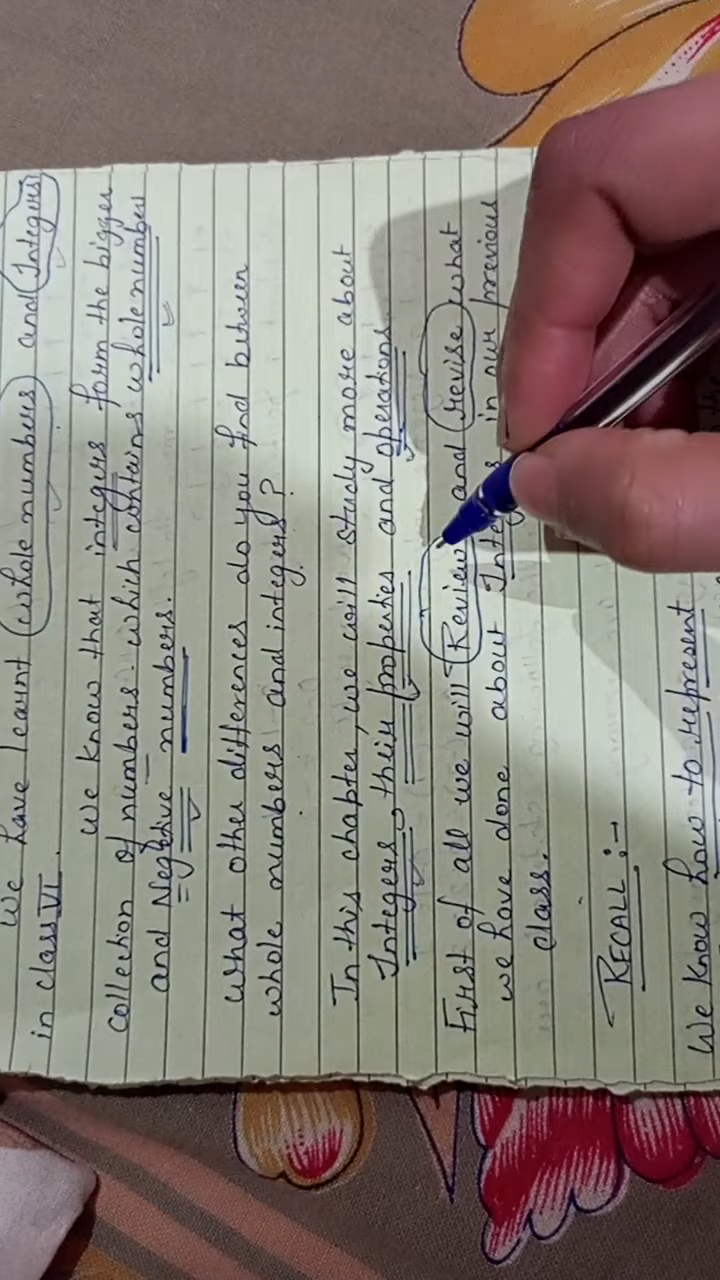 We have learnt whole numbers and Integers
in class VI.
We know that integers form the bigger
collection of numbers which contains whole number
and Negative numbers.
What other differences do you find between
whole numbers and integers?
In this chapter, we will study more about
Integers, their properties and operations
First of all we will Review and revise what
we have done about in our previous
class.
RECALL :-
We know how to represent